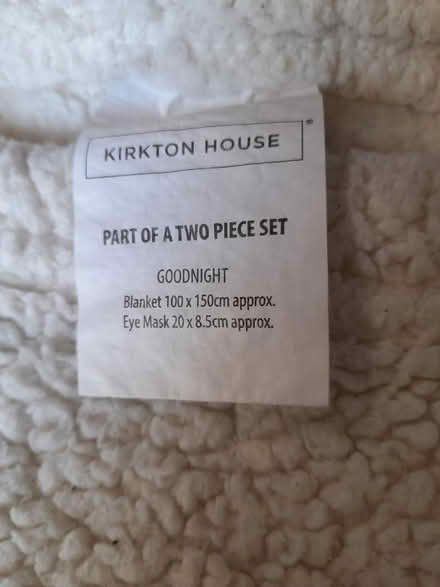 KIRKTON HOUSE®
PART OF A TWO PIECE SET
GOODNIGHT
Blanket 100 x 150cm approx.
Eye Mask 20 x 8.5cm approx.